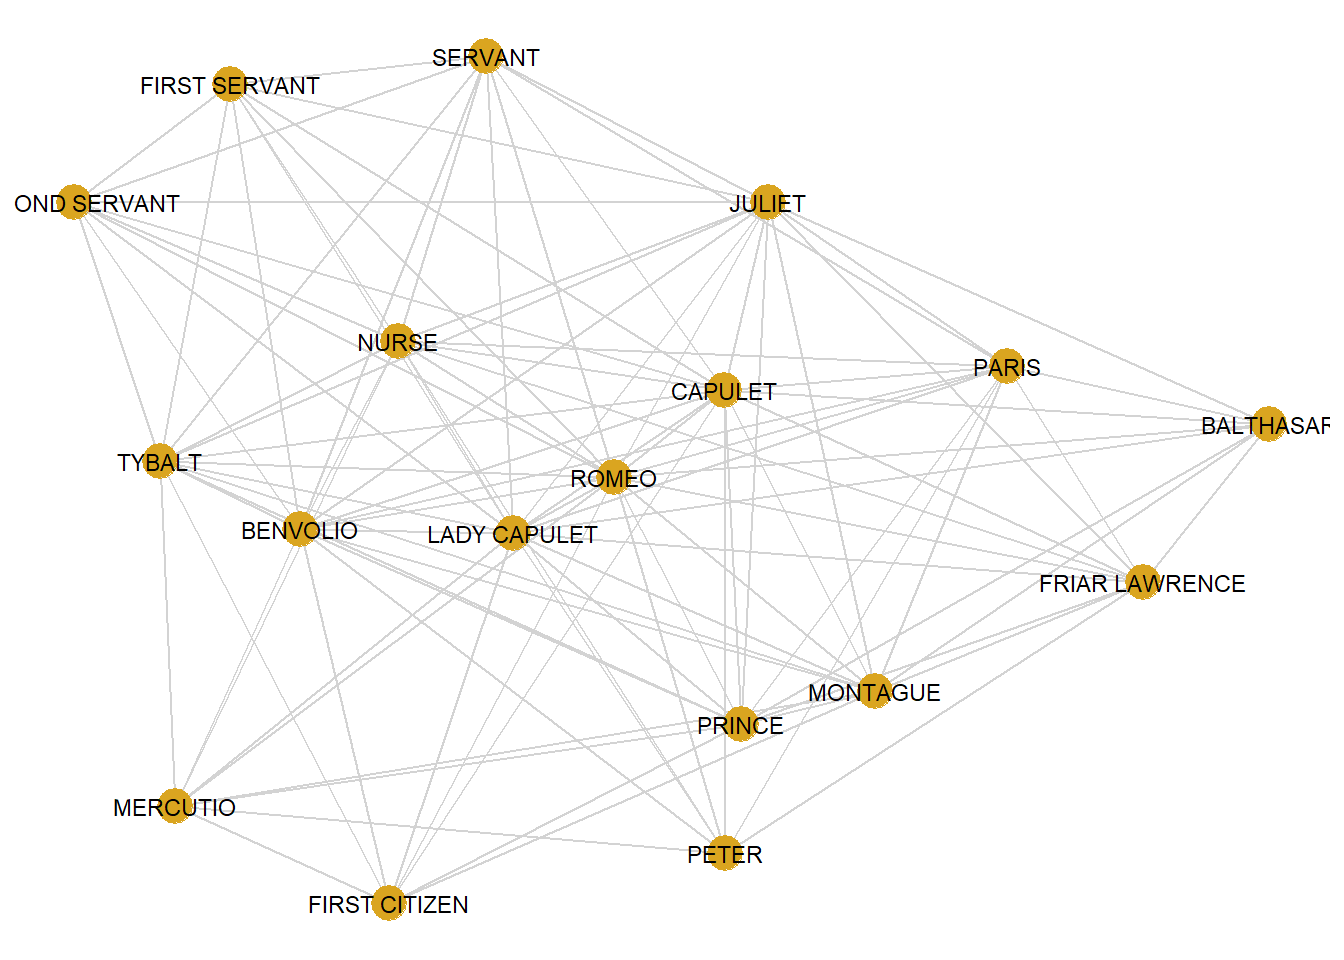 SERVANT
FIRST SERVANT
OND SERVANT
JULIET
NURSE
PARIS
CAPULET
BALTHASAR
TYBALT
ROMEO
BENVOLIO
LADY CAPULET
FRIAR LAWRENCE
MONTAGUE
PRINCE
MERCUTIO
PETER
FIRST CITIZEN